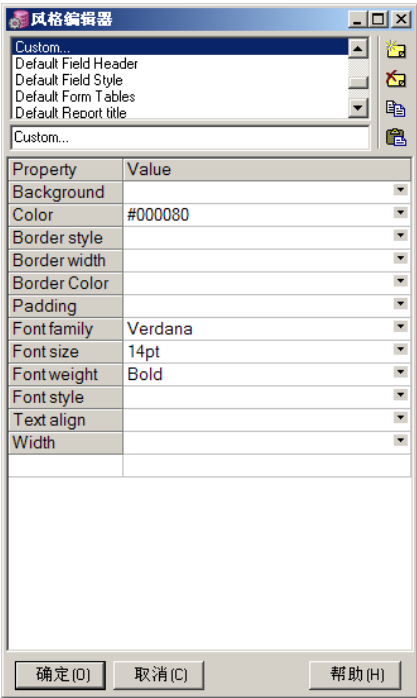 风格编辑器
Custom...
Default Field Header
Default Field Style
Default Form Tables
Default Report title
Custom...
Property Value
Background
Color #000080
Border style
Border width
Border Color
Padding
Font family Verdana
Font size 14pt
Font weight Bold
Font style
Text align
Width
确定(O) 取消(C) 帮助(H)